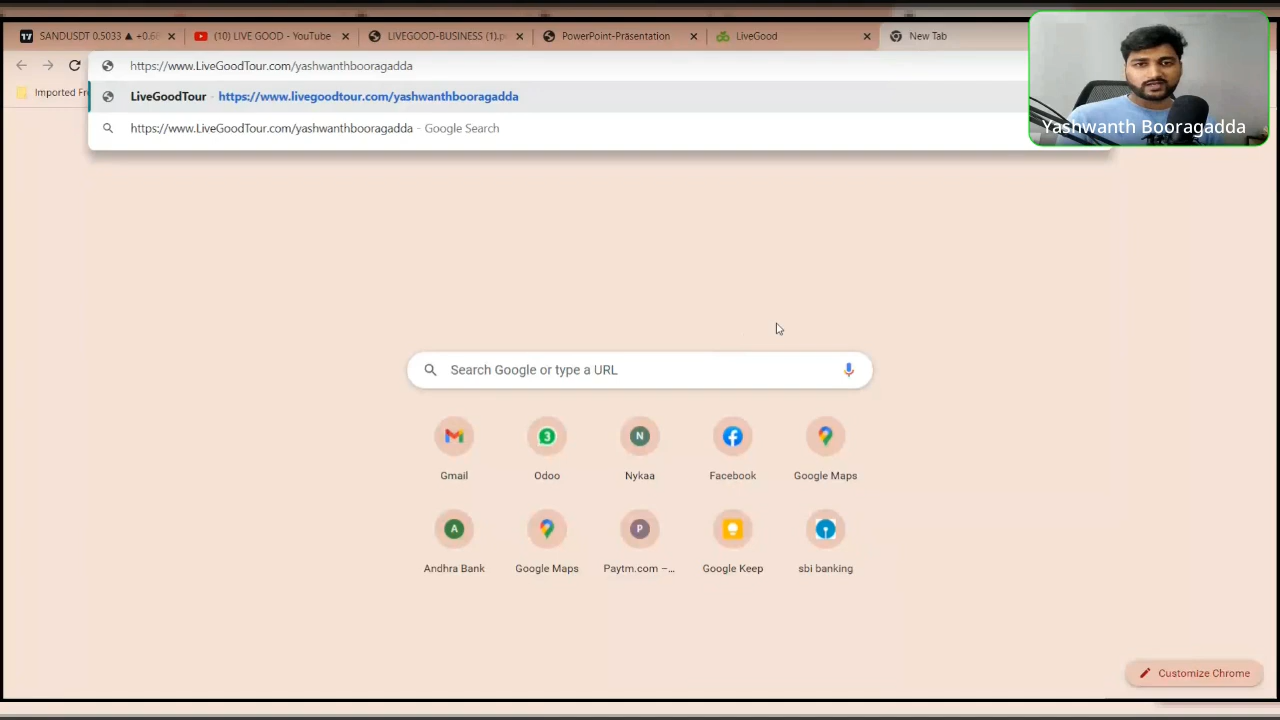 SANDUSDT 0.5033 ▲ +0.6
(10) LIVE GOOD - YouTube
LIVEGOOD-BUSINESS (1).p
PowerPoint-Präsentation
LiveGood
New Tab
https://www.LiveGoodTour.com/yashwanthbooragadda
Imported Fr
LiveGoodTour - https://www.livegoodtour.com/yashwanthbooragadda
https://www.LiveGoodTour.com/yashwanthbooragadda - Google Search
Yashwanth Booragadda
Search Google or type a URL
M 3 N
Gmail Odoo Nykaa Facebook Google Maps
A P
Andhra Bank Google Maps Paytm.com –... Google Keep sbi banking
Customize Chrome